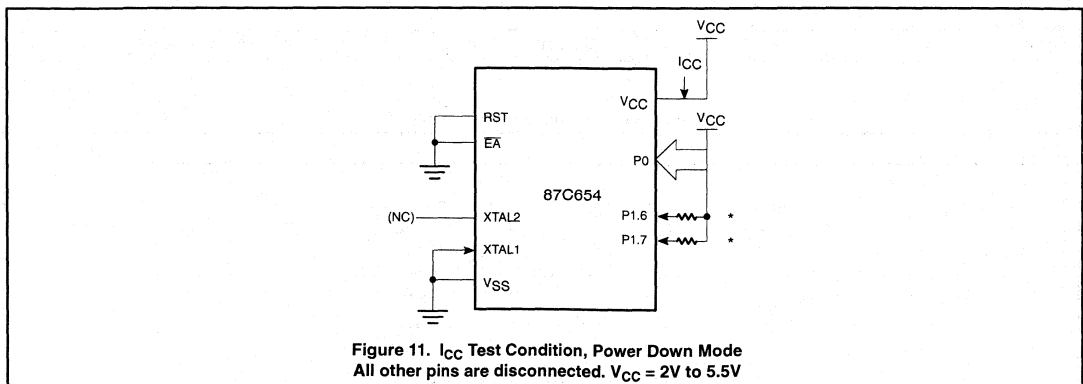 VCC
ICC
VCC
RST
VCC
EA
P0
87C654
(NC)
XTAL2
P1.6
*
XTAL1
P1.7
*
VSS
Figure 11. ICC Test Condition, Power Down Mode
All other pins are disconnected. VCC = 2V to 5.5V